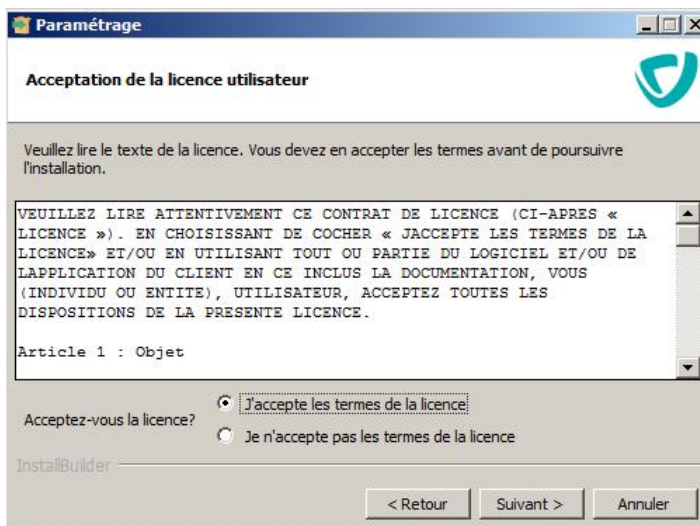 Paramétrage
Acceptation de la licence utilisateur
Veuillez lire le texte de la licence. Vous devez en accepter les termes avant de poursuivre
l'installation.
VEUILLEZ LIRE ATTENTIVEMENT CE CONTRAT DE LICENCE (CI-APRES «
LICENCE »). EN CHOISISSANT DE COCHER « JACCEPTE LES TERMES DE LA
LICENCE» ET/OU EN UTILISANT TOUT OU PARTIE DU LOGICIEL ET/OU DE
LAPPLICATION DU CLIENT EN CE INCLUS LA DOCUMENTATION, VOUS
(INDIVIDU OU ENTITE), UTILISATEUR, ACCEPTEZ TOUTES LES
DISPOSITIONS DE LA PRESENTE LICENCE.
Article 1 : Objet
Acceptez-vous la licence?
J'accepte les termes de la licence
Je n'accepte pas les termes de la licence
InstallBuilder
< Retour Suivant > Annuler